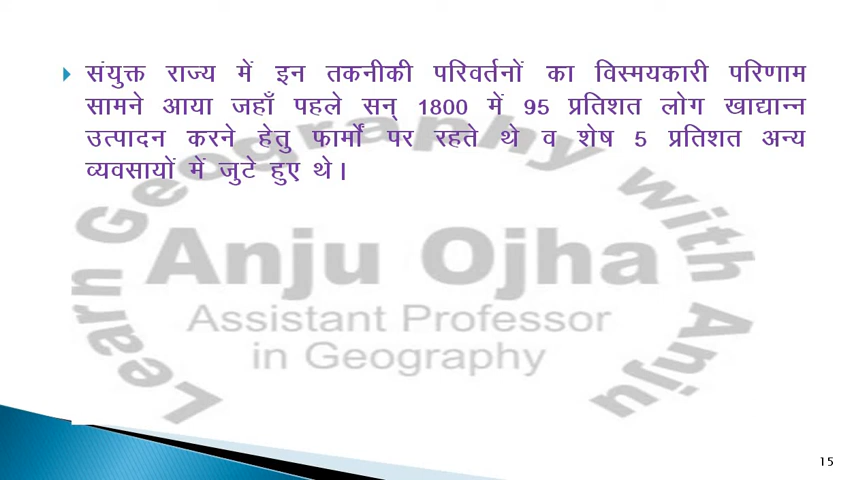 संयुक्त राज्य में इन तकनीकी परिवर्तनों का विस्मयकारी परिणाम
सामने आया जहाँ पहले सन् 1800 में 95 प्रतिशत लोग खाद्यान्न
उत्पादन करने हेतु फार्मों पर रहते थे व शेष 5 प्रतिशत अन्य
व्यवसायों में जुटे हुए थे।
Learn Geography with Anju
Anju Ojha
Assistant Professor
in Geography
15